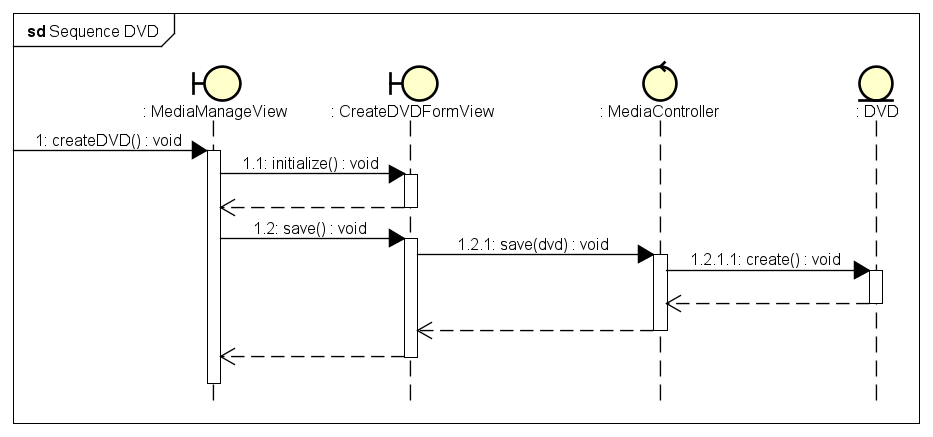 sd Sequence DVD
: MediaManageView
: CreateDVDFormView
: MediaController
: DVD
1: createDVD() : void
1.1: initialize() : void
1.2: save() : void
1.2.1: save(dvd) : void
1.2.1.1: create() : void